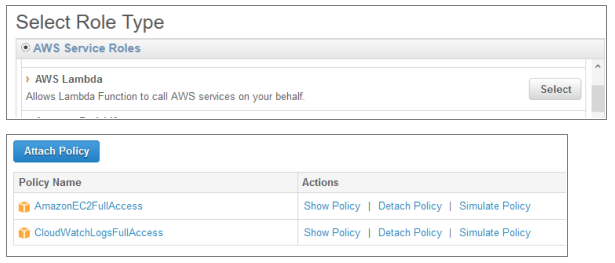 Select Role Type
AWS Service Roles
› AWS Lambda
Allows Lambda Function to call AWS services on your behalf.
Select
Attach Policy
Policy Name Actions
AmazonEC2FullAccess Show Policy | Detach Policy | Simulate Policy
CloudWatchLogsFullAccess Show Policy | Detach Policy | Simulate Policy